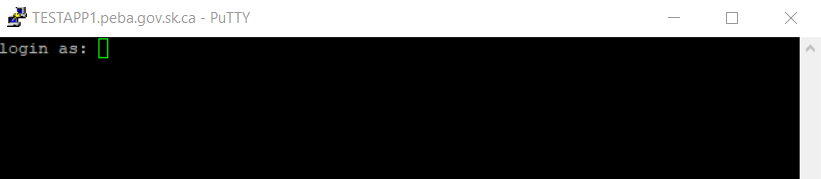 TESTAPP1.peba.gov.sk.ca - PuTTY
login as: